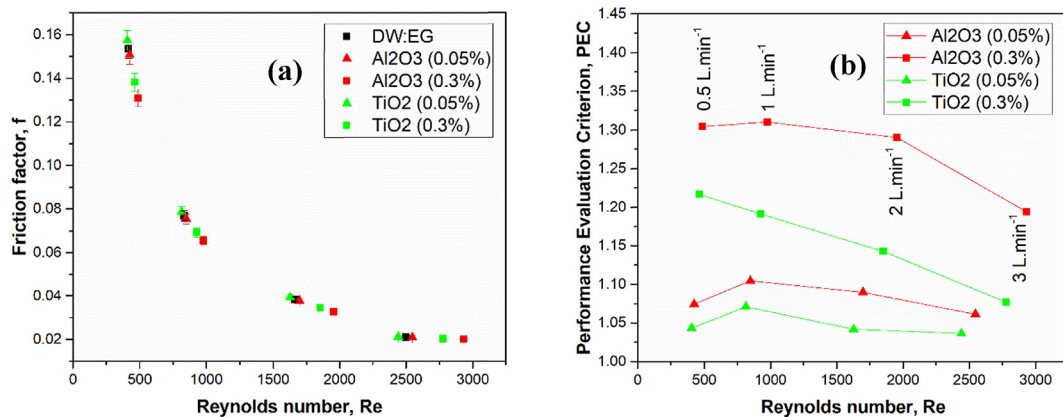 (a)
Friction factor, f
0.16
0.14
0.12
0.10
0.08
0.06
0.04
0.02
0
500
1000
1500
2000
2500
3000
Reynolds number, Re
DW:EG
Al2O3 (0.05%)
Al2O3 (0.3%)
TiO2 (0.05%)
TiO2 (0.3%)
(b)
Performance Evaluation Criterion, PEC
1.45
1.40
1.35
1.30
1.25
1.20
1.15
1.10
1.05
1.00
0
500
1000
1500
2000
2500
3000
Reynolds number, Re
0.5 L.min-1
1 L.min-1
2 L.min-1
3 L.min-1
Al2O3 (0.05%)
Al2O3 (0.3%)
TiO2 (0.05%)
TiO2 (0.3%)